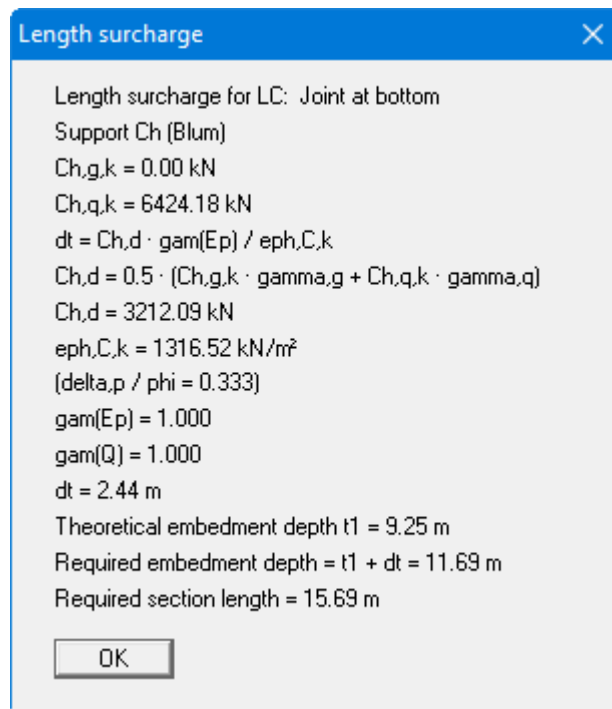 Length surcharge
Length surcharge for LC:  Joint at bottom
Support Ch (Blum)
Ch,g,k = 0.00 kN
Ch,q,k = 6424.18 kN
dt = Ch,d · gam(Ep) / eph,C,k
Ch,d = 0.5 · (Ch,g,k · gamma,g + Ch,q,k · gamma,q)
Ch,d = 3212.09 kN
eph,C,k = 1316.52 kN/m²
(delta,p / phi = 0.333)
gam(Ep) = 1.000
gam(Q) = 1.000
dt = 2.44 m
Theoretical embedment depth t1 = 9.25 m
Required embedment depth = t1 + dt = 11.69 m
Required section length = 15.69 m
OK